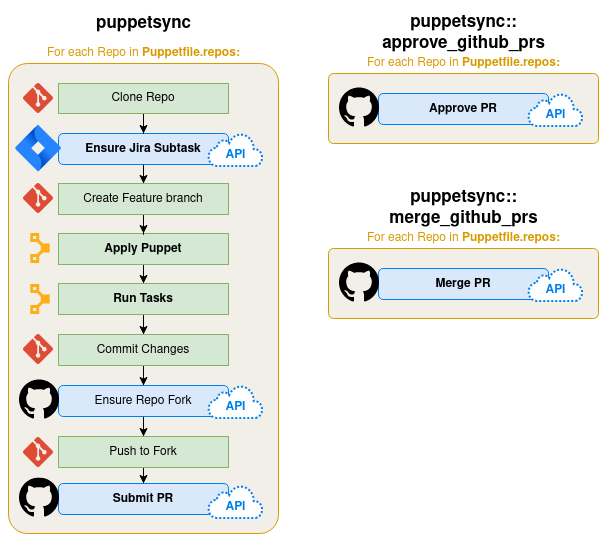 puppetsync
For each Repo in Puppetfile.repos:
Clone Repo
Ensure Jira Subtask
API
Create Feature branch
Apply Puppet
Run Tasks
Commit Changes
Ensure Repo Fork
API
Push to Fork
Submit PR
API
puppetsync::
approve_github_prs
For each Repo in Puppetfile.repos:
Approve PR
API
puppetsync::
merge_github_prs
For each Repo in Puppetfile.repos:
Merge PR
API